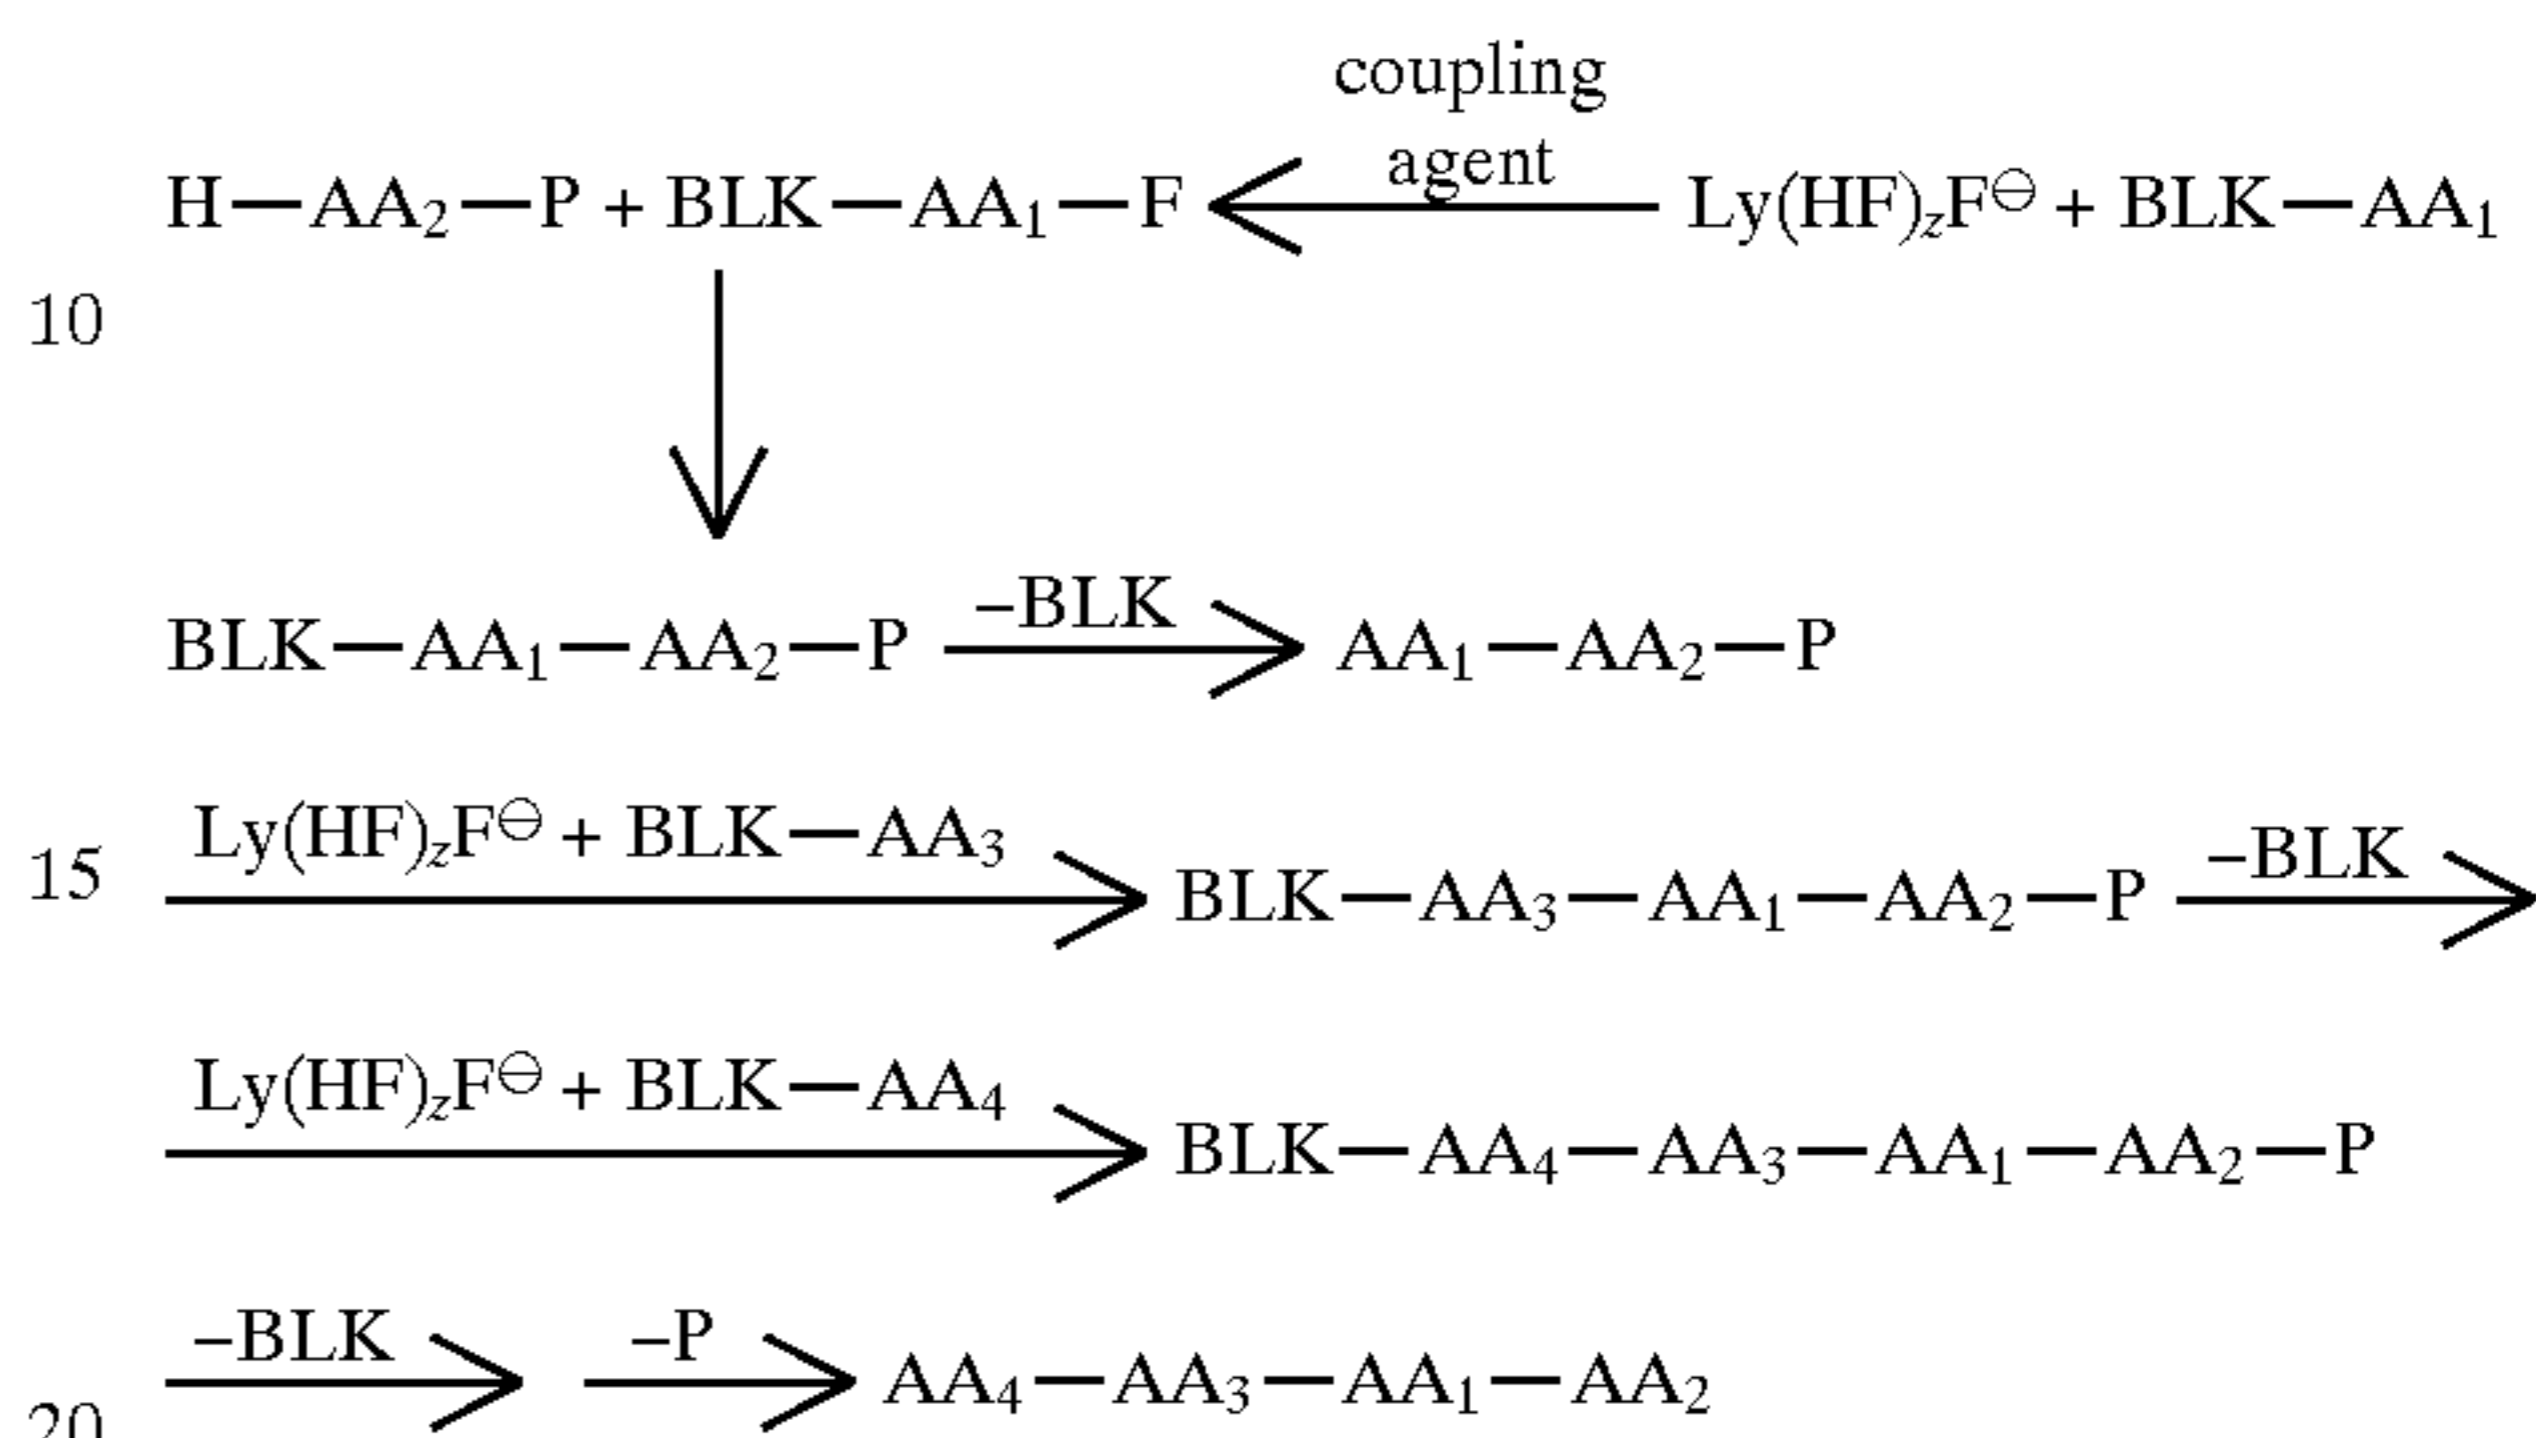 coupling
agent
H—AA₂—P + BLK—AA₁—F Ly(HF)zF⊖ + BLK—AA₁
10
BLK—AA₁—AA₂—P –BLK AA₁—AA₂—P
Ly(HF)zF⊖ + BLK—AA₃
15 BLK—AA₃—AA₁—AA₂—P –BLK
Ly(HF)zF⊖ + BLK—AA₄
BLK—AA₄—AA₃—AA₁—AA₂—P
–BLK –P AA₄—AA₃—AA₁—AA₂
20